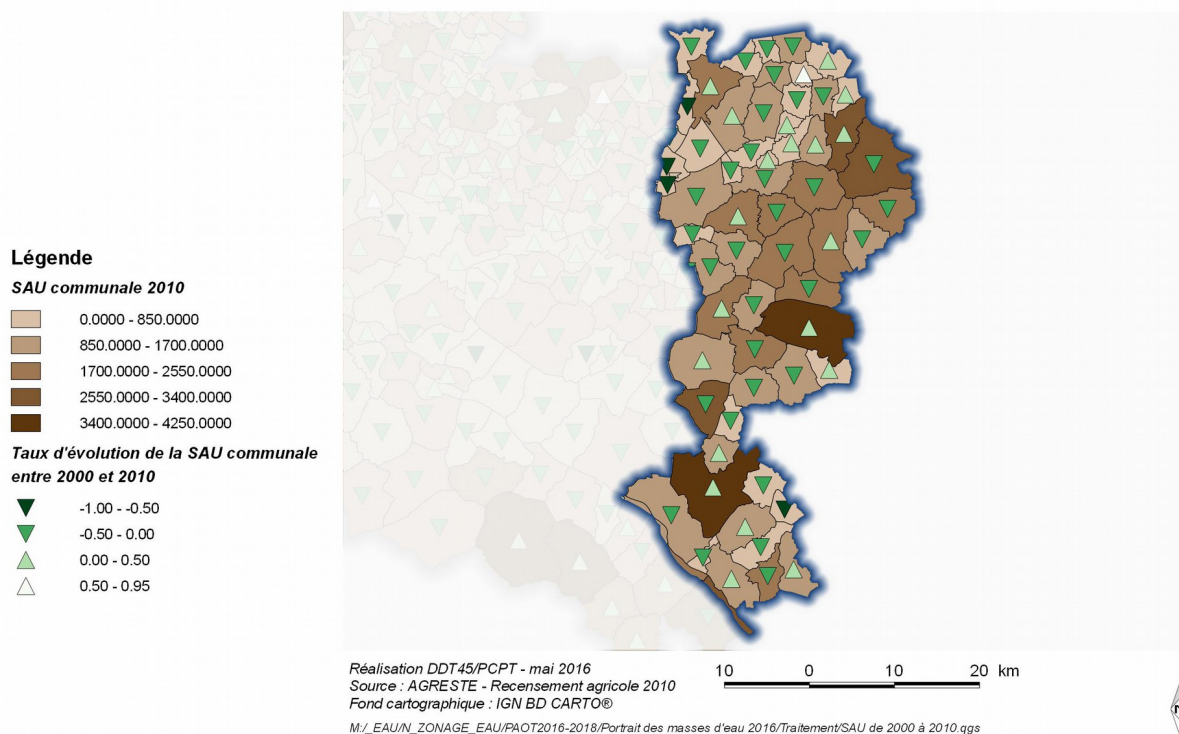 Légende
SAU communale 2010
0.0000 - 850.0000
850.0000 - 1700.0000
1700.0000 - 2550.0000
2550.0000 - 3400.0000
3400.0000 - 4250.0000
Taux d'évolution de la SAU communale
entre 2000 et 2010
-1.00 - -0.50
-0.50 - 0.00
0.00 - 0.50
0.50 - 0.95
Réalisation DDT45/PCPT - mai 2016
Source : AGRESTE - Recensement agricole 2010
Fond cartographique : IGN BD CARTO®
10 0 10 20 km
M:/_EAU/N_ZONAGE_EAU/PAOT2016-2018/Portrait des masses d'eau 2016/Traitement/SAU de 2000 à 2010.qgs
N